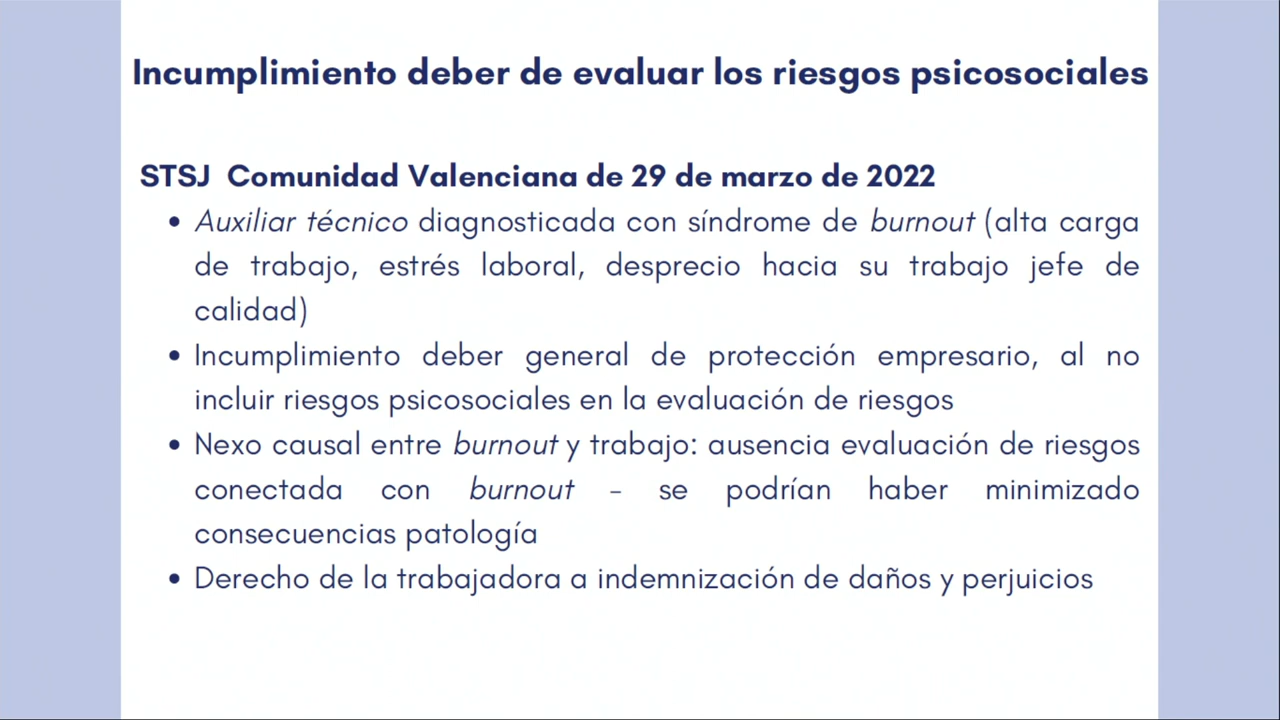 Incumplimiento deber de evaluar los riesgos psicosociales
STSJ Comunidad Valenciana de 29 de marzo de 2022
• Auxiliar técnico diagnosticada con síndrome de burnout (alta carga
de trabajo, estrés laboral, desprecio hacia su trabajo jefe de
calidad)
• Incumplimiento deber general de protección empresario, al no
incluir riesgos psicosociales en la evaluación de riesgos
• Nexo causal entre burnout y trabajo: ausencia evaluación de riesgos
conectada con burnout - se podrían haber minimizado
consecuencias patología
• Derecho de la trabajadora a indemnización de daños y perjuicios